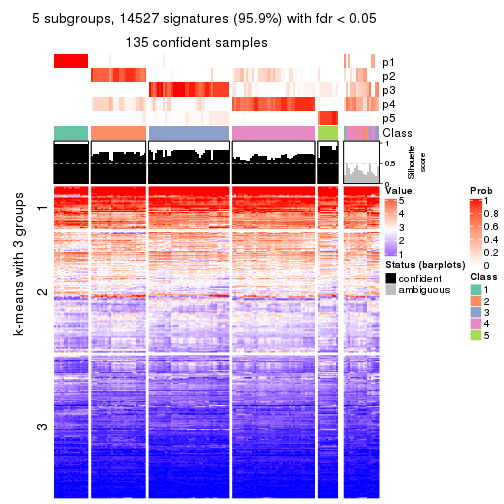 5 subgroups, 14527 signatures (95.9%) with fdr < 0.05
135 confident samples
p1
p2
p3
p4
p5
Class
1
0.5
0
Silhouette
score
k-means with 3 groups
1
2
3
Value
5
4
3
2
1
Status (barplots)
confident
ambiguous
Prob
1
0.8
0.6
0.4
0.2
0
Class
1
2
3
4
5